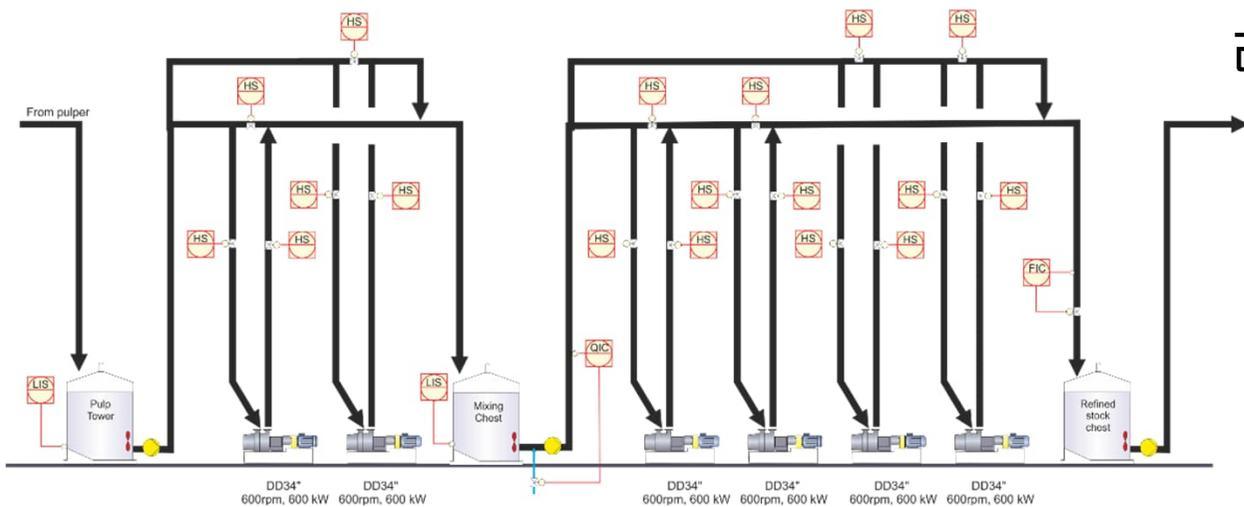 HS
HS
HS
HS
HS
HS
HS
From pulper
HS
HS
HS
HS
HS
HS
HS
HS
HS
HS
HS
HS
FIC
QIC
LIS
LIS
Pulp
Tower
Mixing
Chest
Refined
stock
chest
DD34"
600rpm, 600 kW
DD34"
600rpm, 600 kW
DD34"
600rpm, 600 kW
DD34"
600rpm, 600 kW
DD34"
600rpm, 600 kW
DD34"
600rpm, 600 kW